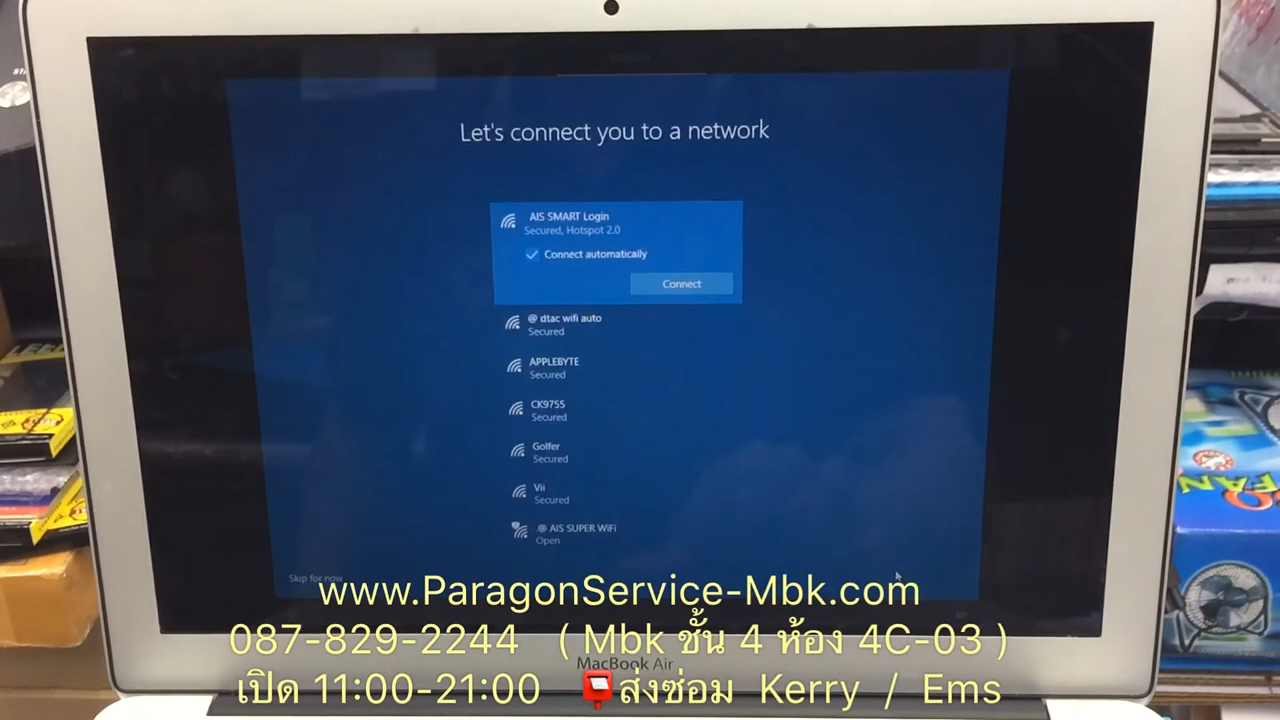 Let's connect you to a network
AIS SMART Login
Secured, Hotspot 2.0
Connect automatically
Connect
@ dtac wifi auto
Secured
APPLEBYTE
Secured
CK9755
Secured
Golfer
Secured
Vii
Secured
.@ AIS SUPER WiFi
Open
Skip for now
www.ParagonService-Mbk.com
087-829-2244 ( Mbk ชั้น 4 ห้อง 4C-03 )
MacBook Air
เปิด 11:00-21:00 📮ส่งซ่อม Kerry / Ems
FAN